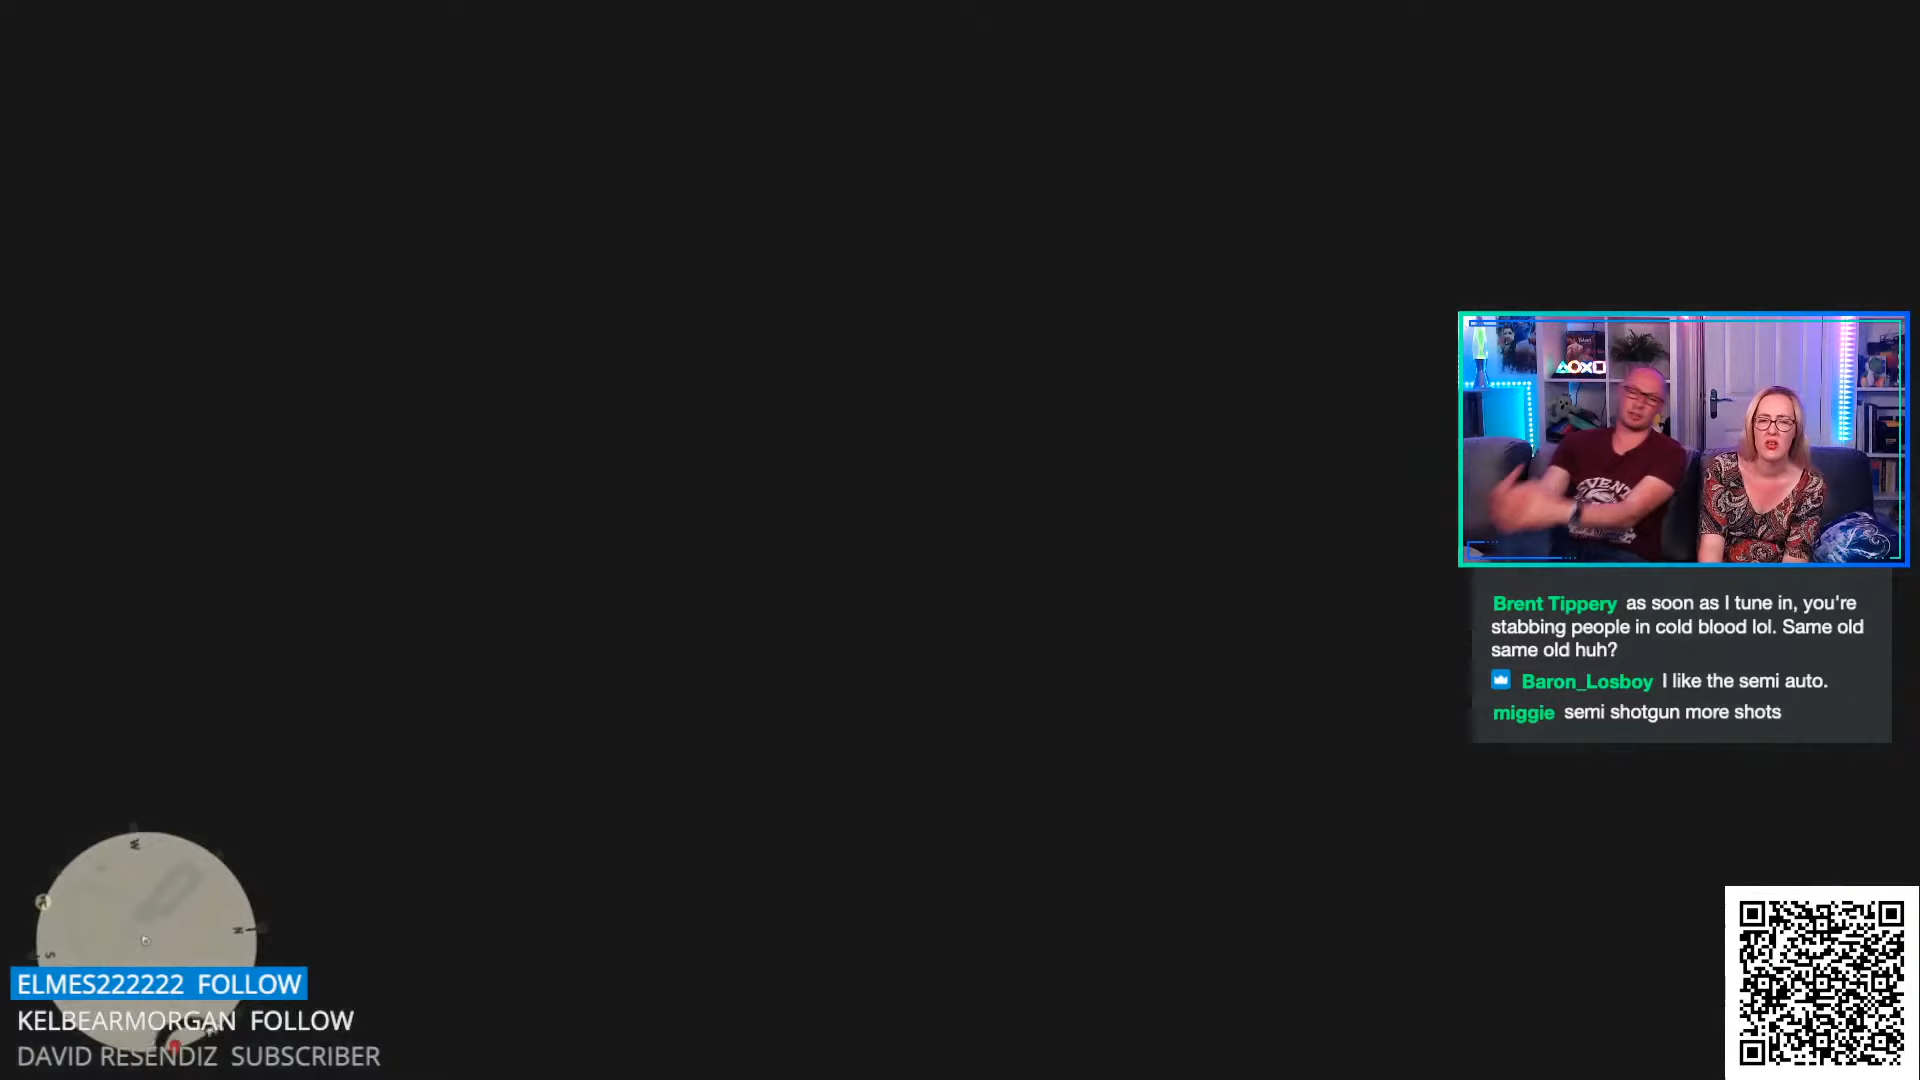 Brent Tippery as soon as I tune in, you're
stabbing people in cold blood lol. Same old
same old huh?
Baron_Losboy I like the semi auto.
miggie semi shotgun more shots
W
N
S
ELMES222222 FOLLOW
KELBEARMORGAN FOLLOW
DAVID RESENDIZ SUBSCRIBER